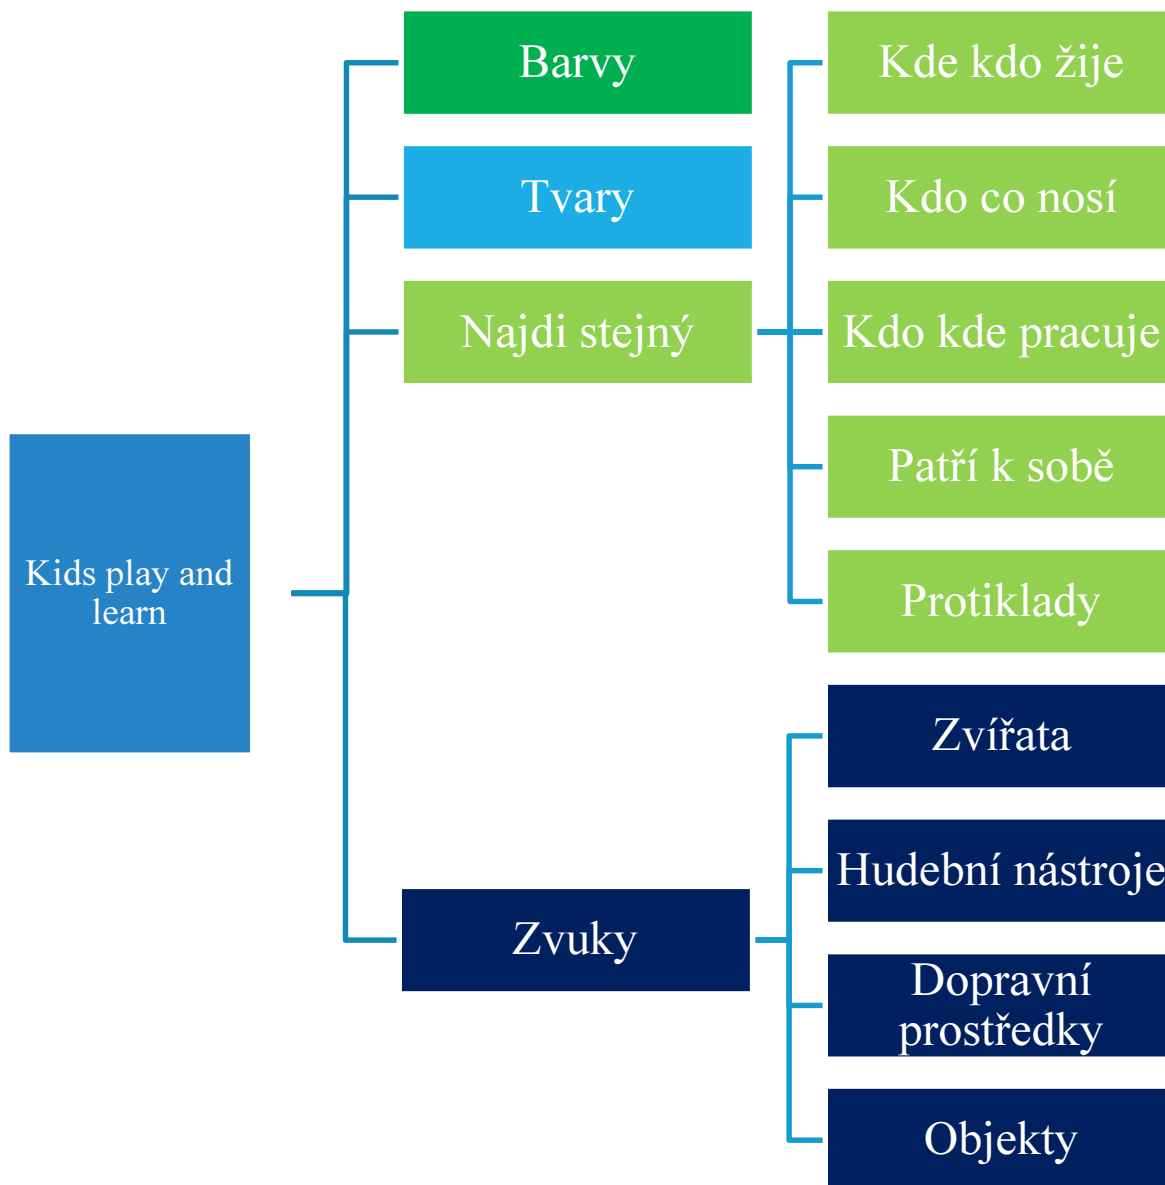 Kids play and
learn
Barvy
Tvary
Najdi stejný
Zvuky
Kde kdo žije
Kdo co nosí
Kdo kde pracuje
Patří k sobě
Protiklady
Zvířata
Hudební nástroje
Dopravní
prostředky
Objekty